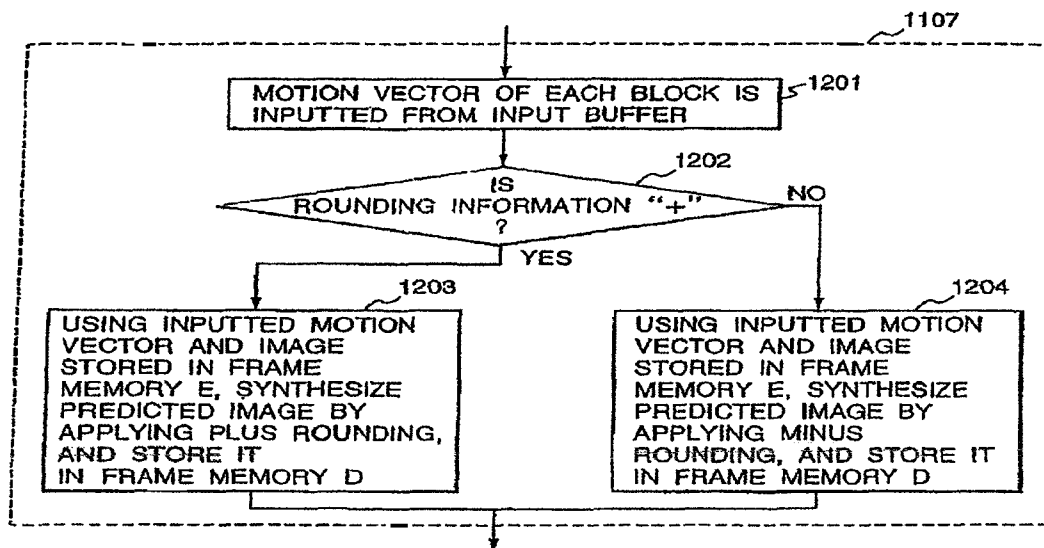 1107
MOTION VECTOR OF EACH BLOCK IS
INPUTTED FROM INPUT BUFFER
1201
1202
IS
ROUNDING INFORMATION "+"
?
NO
YES
1203
USING INPUTTED MOTION
VECTOR AND IMAGE
STORED IN FRAME
MEMORY E, SYNTHESIZE
PREDICTED IMAGE BY
APPLYING PLUS ROUNDING,
AND STORE IT
IN FRAME MEMORY D
1204
USING INPUTTED MOTION
VECTOR AND IMAGE
STORED IN FRAME
MEMORY E, SYNTHESIZE
PREDICTED IMAGE BY
APPLYING MINUS
ROUNDING, AND STORE IT
IN FRAME MEMORY D